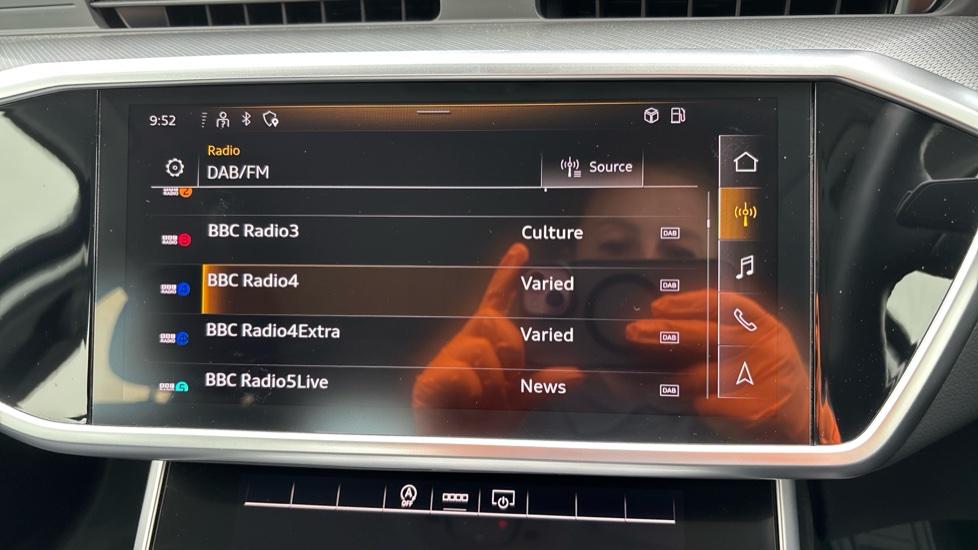 9:52
Radio
DAB/FM
Source
BBC Radio3 Culture DAB
BBC Radio4 Varied DAB
BBC Radio4Extra Varied DAB
BBC Radio5Live News DAB
A OFF